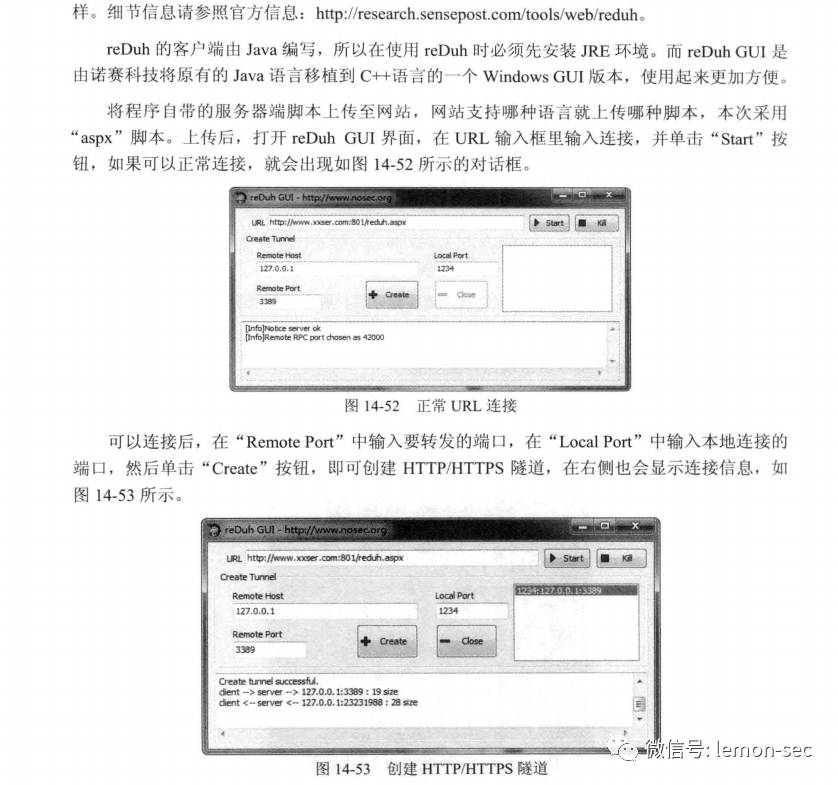 样。细节信息请参照官方信息：http://research.sensepost.com/tools/web/reduh。
reDuh 的客户端由 Java 编写，所以在使用 reDuh 时必须先安装 JRE 环境。而 reDuh GUI 是
由诺赛科技将原有的 Java 语言移植到 C++语言的一个 Windows GUI 版本，使用起来更加方便。
将程序自带的服务器端脚本上传至网站，网站支持哪种语言就上传哪种脚本，本次采用
“aspx”脚本。上传后，打开 reDuh GUI 界面，在 URL 输入框里输入连接，并单击“Start”按
钮，如果可以正常连接，就会出现如图 14-52 所示的对话框。
reDuh GUI - http://www.nosec.org
URL http://www.xxser.com:801/reduh.aspx Start Kill
Create Tunnel
Remote Host Local Port
127.0.0.1 1234
Remote Port
3389 Create Close
[Info]Notice server ok
[Info]Remote RPC port chosen as 42000
图 14-52 正常 URL 连接
可以连接后，在“Remote Port”中输入要转发的端口，在“Local Port”中输入本地连接的
端口，然后单击“Create”按钮，即可创建 HTTP/HTTPS 隧道，在右侧也会显示连接信息，如
图 14-53 所示。
reDuh GUI - http://www.nosec.org
URL http://www.xxser.com:801/reduh.aspx Start Kill
Create Tunnel
Remote Host Local Port 1234:127.0.0.1:3389
127.0.0.1 1234
Remote Port
3389 Create Close
Create tunnel successful.
client --> server --> 127.0.0.1:3389 : 19 size
client <-- server <-- 127.0.0.1:23231988 : 28 size
微信号: lemon-sec
图 14-53 创建 HTTP/HTTPS 隧道